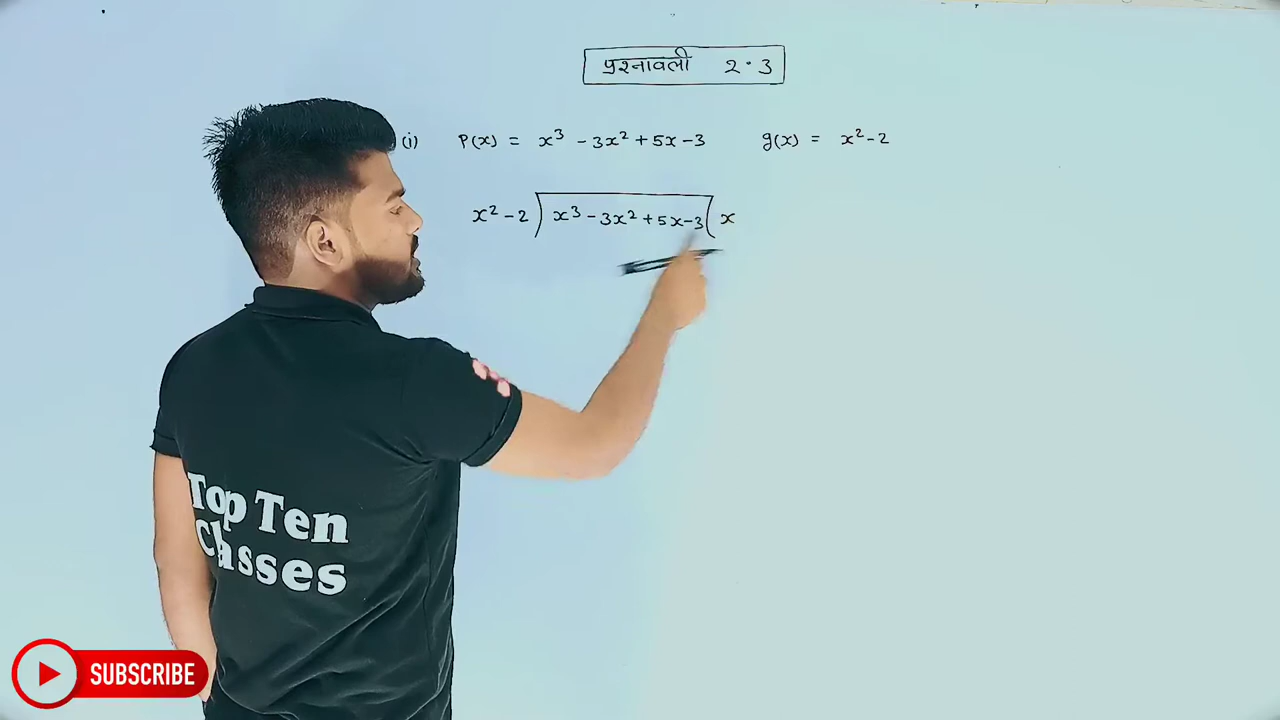 प्रश्नावली 2.3
(i) P(x) = x³ - 3x² + 5x - 3 g(x) = x² - 2
x² - 2 ) x³ - 3x² + 5x - 3 ( x
Top Ten
Classes
SUBSCRIBE